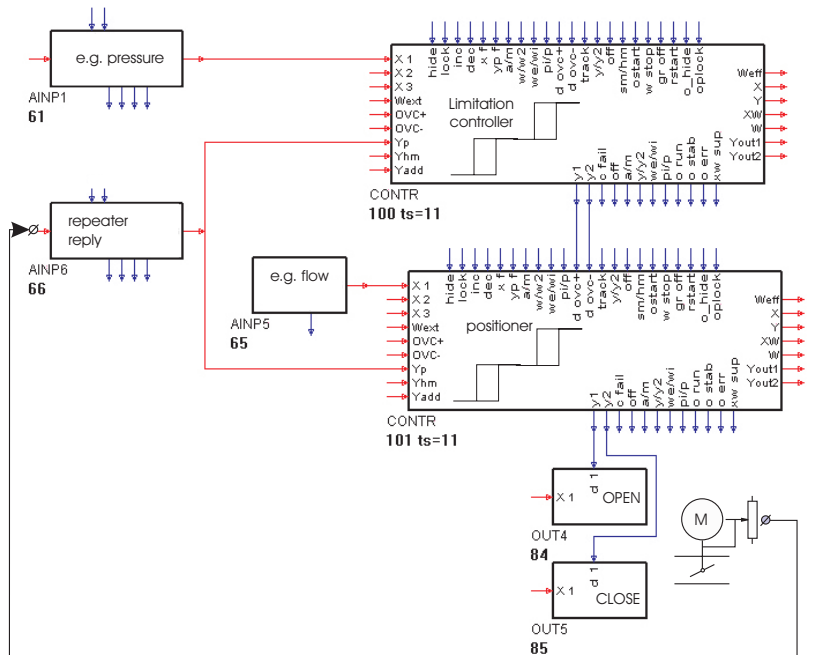 e.g. pressure
AINP1
61
hide
lock
inc
dec
x f
yp f
a/m
w/w2
we/wi
pi/p
d ovc+
d ovc-
track
y/y2
off
sm/hm
ostart
w stop
gr off
rstart
o_hide
oplock
X 1
X 2
X 3
Wext
OVC+
OVC-
Yp
Yhm
Yadd
Limitation
controller
Weff
X
Y
XW
W
Yout1
Yout2
y1
y2
c fail
off
a/m
y/y2
we/wi
pi/p
o run
o stab
o err
xw sup
CONTR
100 ts=11
repeater
reply
AINP6
66
e.g. flow
AINP5
65
hide
lock
inc
dec
x f
yp f
a/m
w/w2
we/wi
pi/p
d ovc+
d ovc-
track
y/y2
off
sm/hm
ostart
w stop
gr off
rstart
o_hide
oplock
X 1
X 2
X 3
Wext
OVC+
OVC-
Yp
Yhm
Yadd
positioner
Weff
X
Y
XW
W
Yout1
Yout2
y1
y2
c fail
off
a/m
y/y2
we/wi
pi/p
o run
o stab
o err
xw sup
CONTR
101 ts=11
d 1
X 1
OPEN
OUT4
84
M
d 1
X 1
CLOSE
OUT5
85